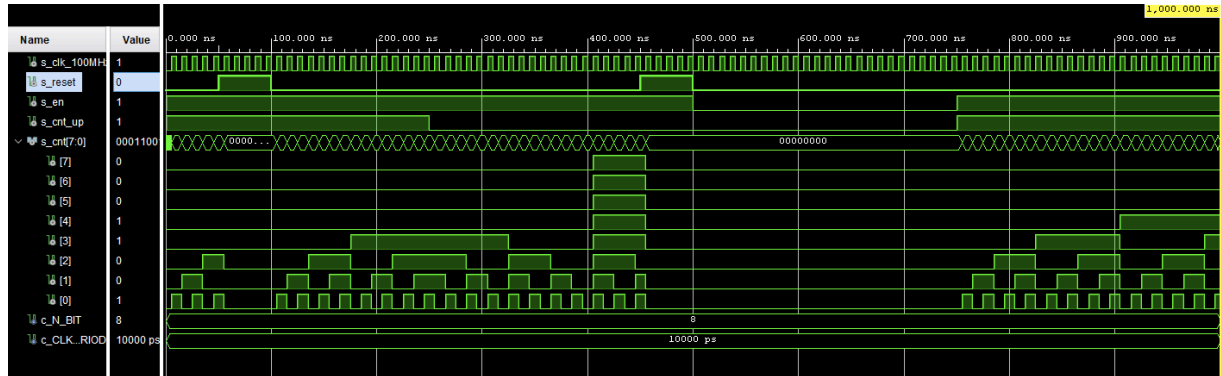 1,000.000 ns
Name Value 0.000 ns 100.000 ns 200.000 ns 300.000 ns 400.000 ns 500.000 ns 600.000 ns 700.000 ns 800.000 ns 900.000 ns
s_clk_100MH 1
s_reset 0
s_en 1
s_cnt_up 1
s_cnt[7:0] 0001100 0000... 00000000
[7] 0
[6] 0
[5] 0
[4] 1
[3] 1
[2] 0
[1] 0
[0] 1
c_N_BIT 8 8
c_CLK...RIOD 10000 ps 10000 ps